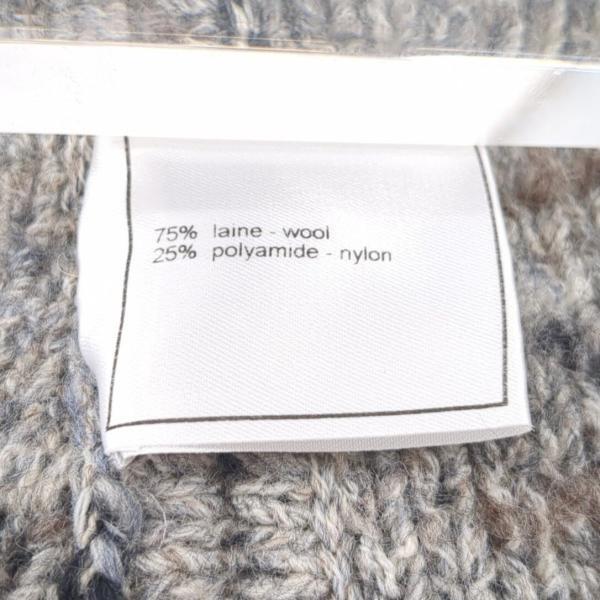 75% laine - wool
25% polyamide - nylon